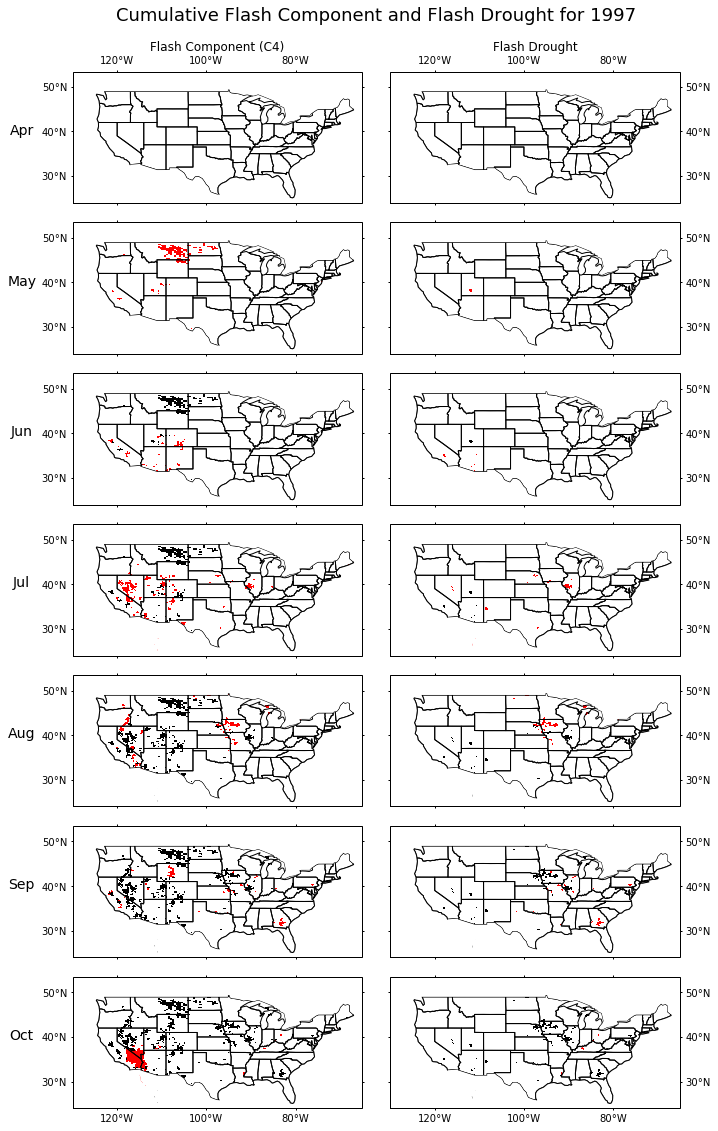 Cumulative Flash Component and Flash Drought for 1997
Flash Component (C4) Flash Drought
120°W 100°W 80°W 120°W 100°W 80°W
50°N 50°N
Apr 40°N 40°N
30°N 30°N
50°N 50°N
May 40°N 40°N
30°N 30°N
50°N 50°N
Jun 40°N 40°N
30°N 30°N
50°N 50°N
Jul 40°N 40°N
30°N 30°N
50°N 50°N
Aug 40°N 40°N
30°N 30°N
50°N 50°N
Sep 40°N 40°N
30°N 30°N
50°N 50°N
Oct 40°N 40°N
30°N 30°N
120°W 100°W 80°W 120°W 100°W 80°W